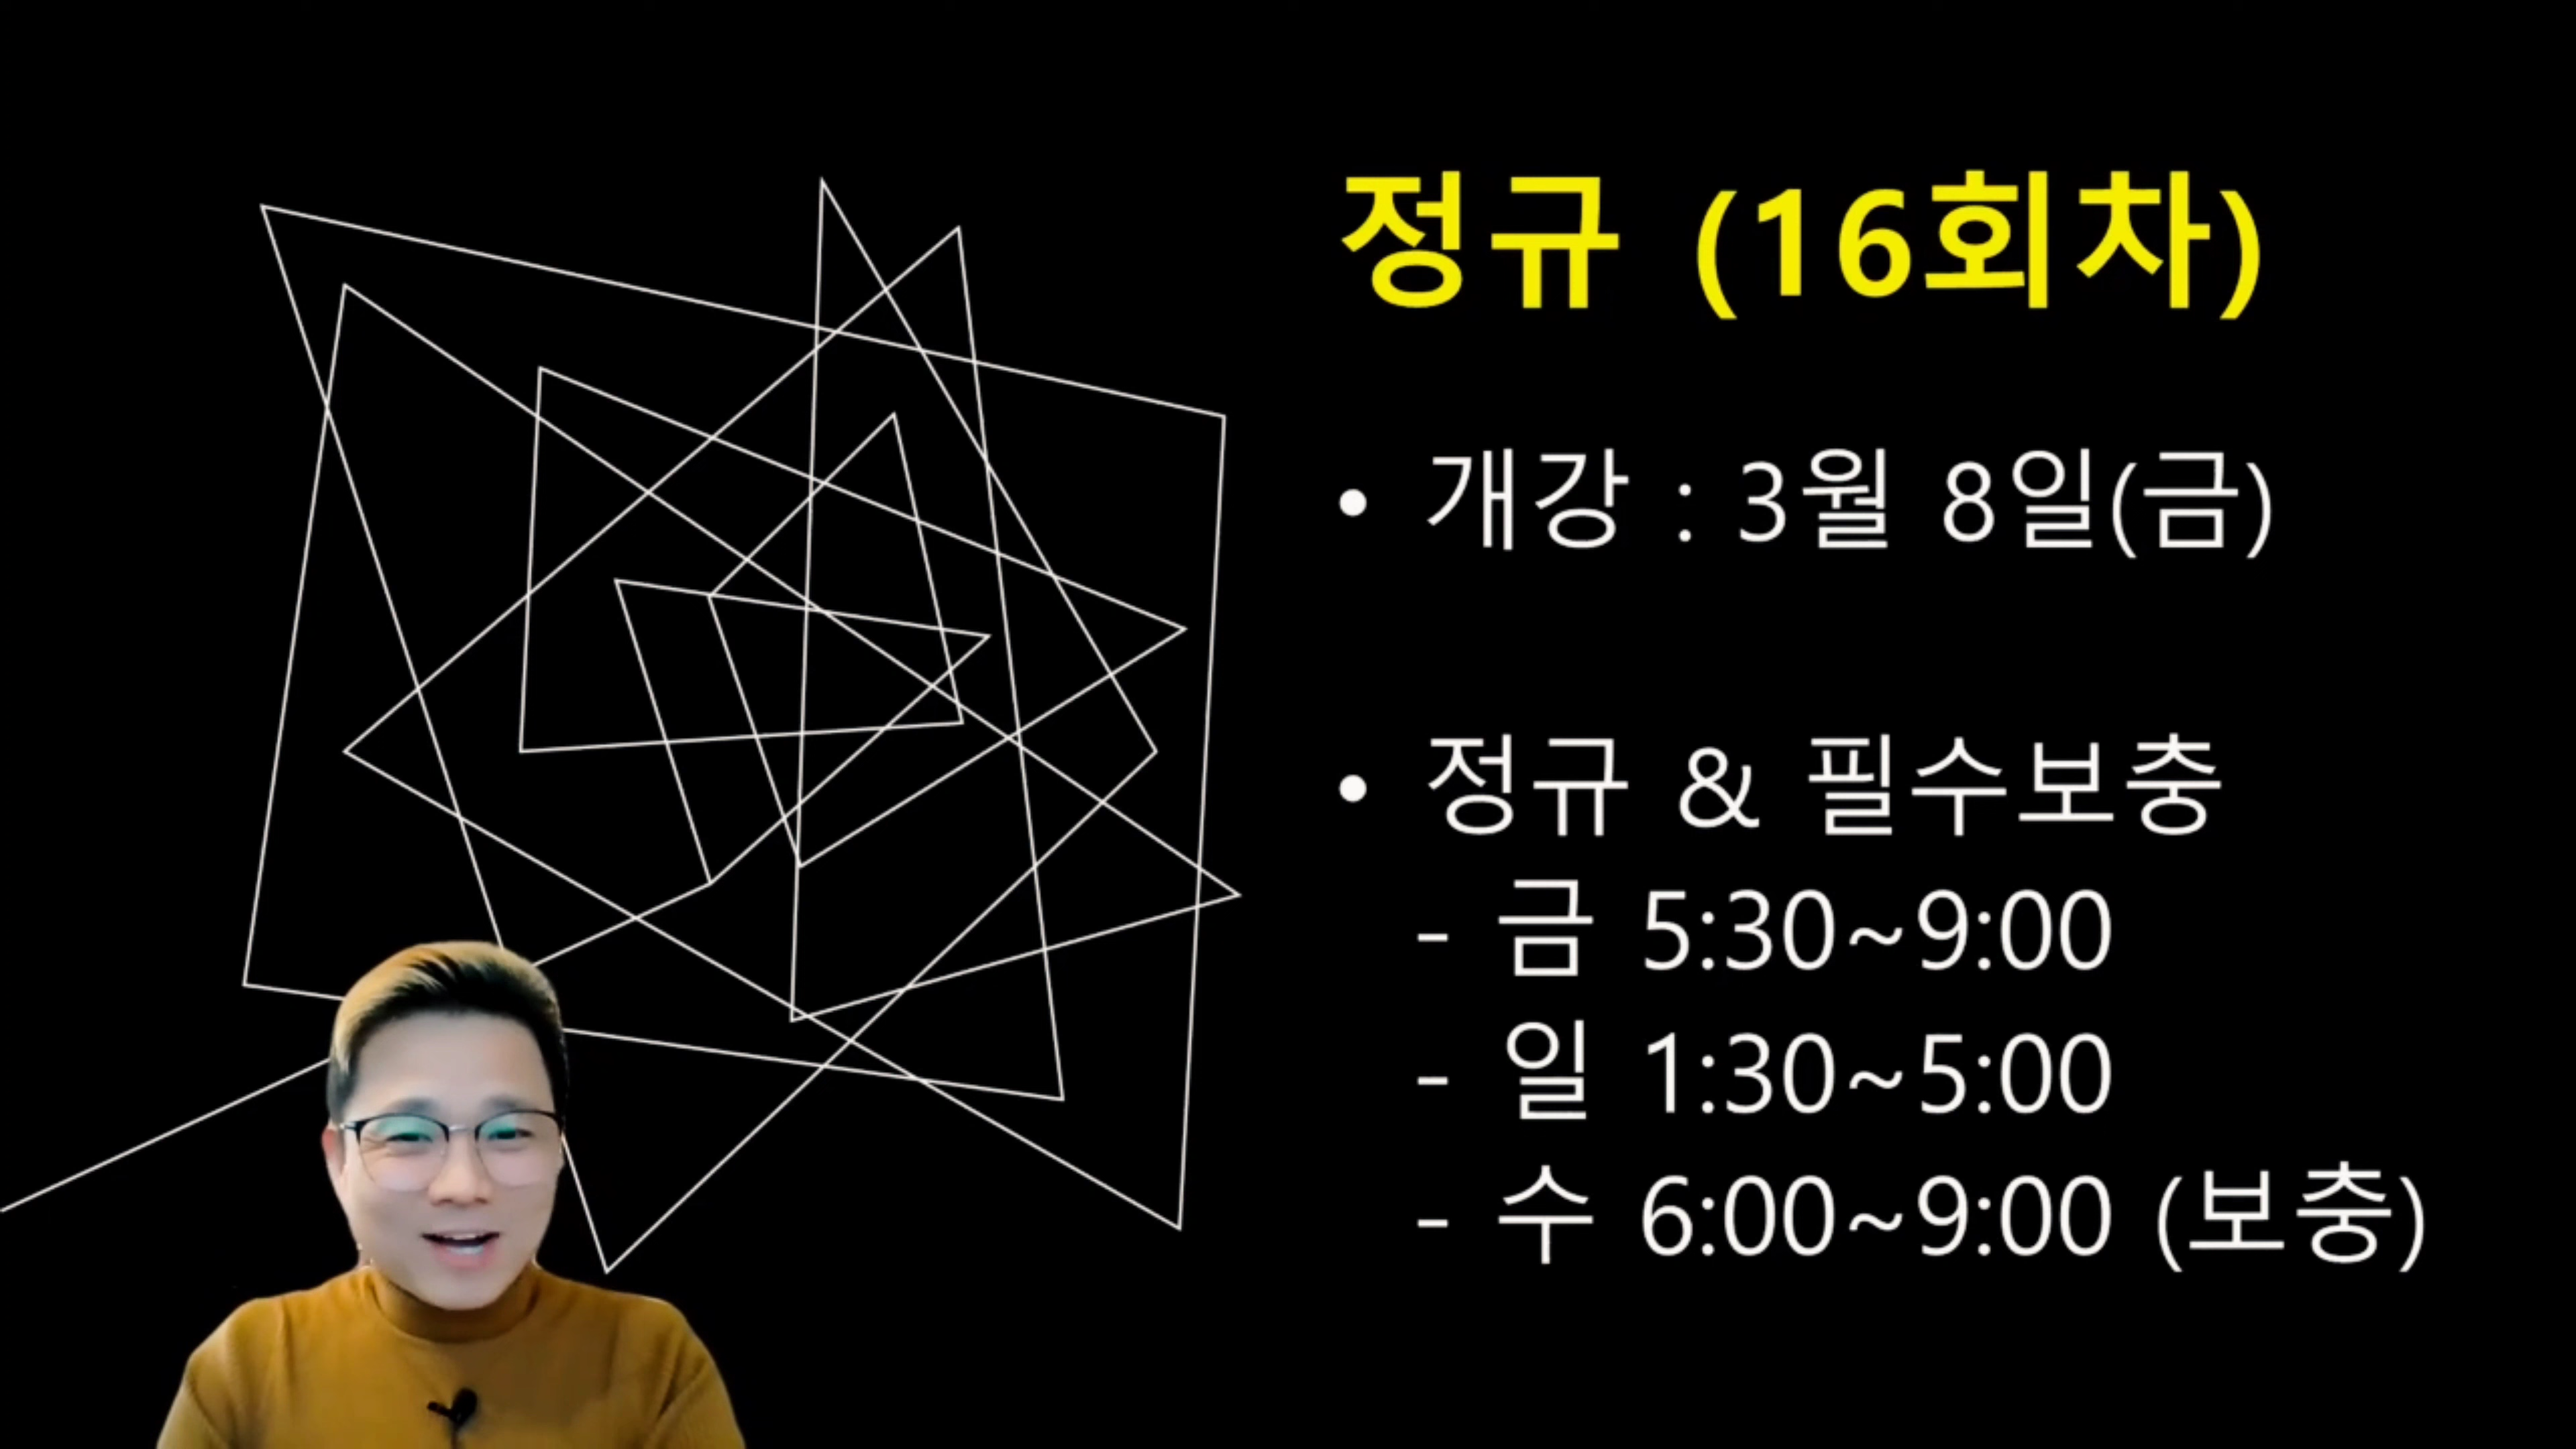 정규 (16회차)
• 개강 : 3월 8일(금)
• 정규 & 필수보충
- 금 5:30~9:00
- 일 1:30~5:00
- 수 6:00~9:00 (보충)